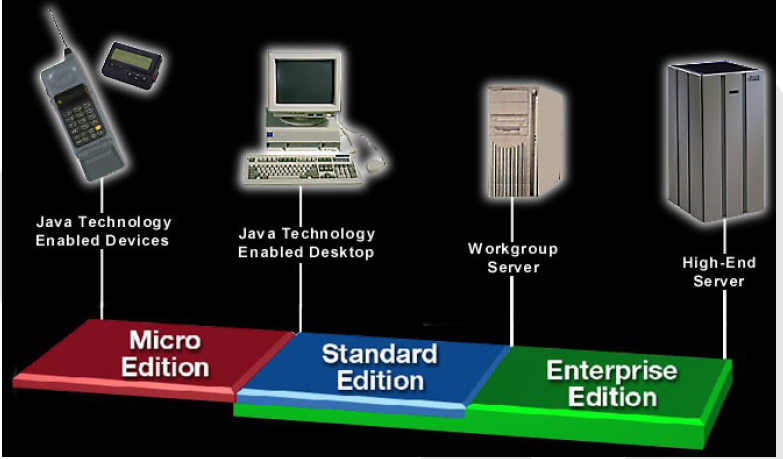 Java Technology
Enabled Devices
Java Technology
Enabled Desktop
Workgroup
Server
High-End
Server
Micro
Edition
Standard
Edition
Enterprise
Edition